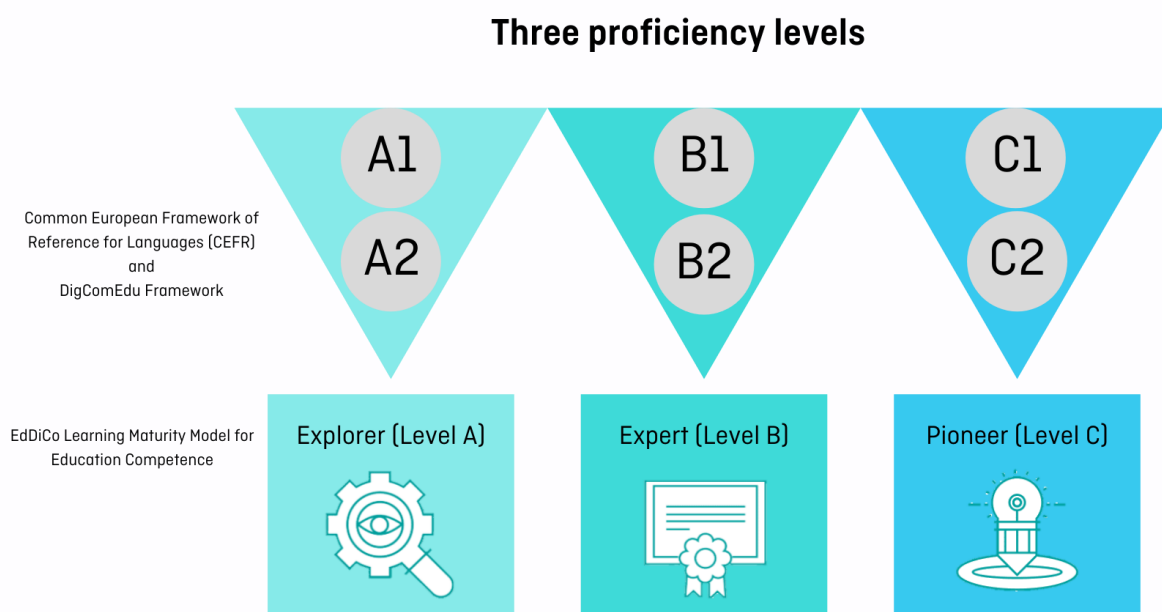 Three proficiency levels
A1
B1
C1
A2
B2
C2
Common European Framework of
Reference for Languages (CEFR)
and
DigComEdu Framework
EdDiCo Learning Maturity Model for
Education Competence
Explorer (Level A)
Expert (Level B)
Pioneer (Level C)